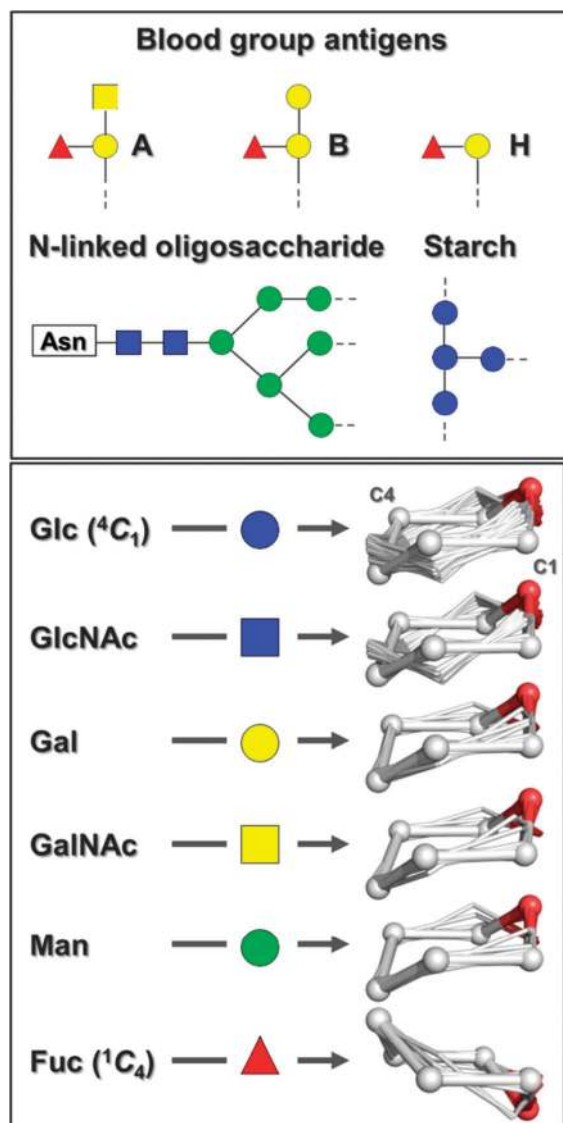 Blood group antigens
A B H
N-linked oligosaccharide Starch
Asn
C4
Glc (⁴C₁)
C1
GlcNAc
Gal
GalNAc
Man
Fuc (¹C₄)